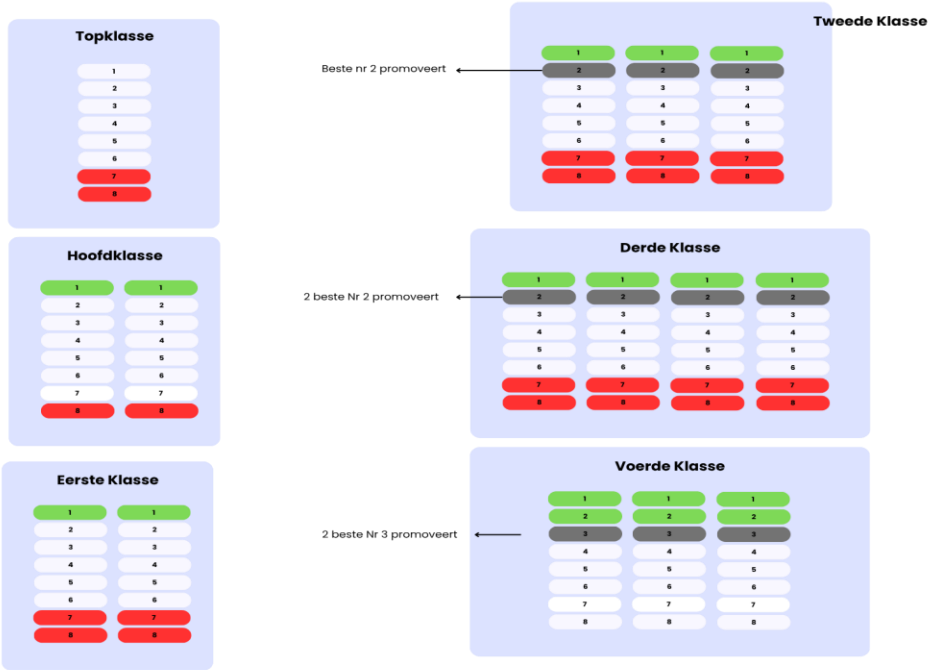 Topklasse
1
2
3
4
5
6
7
8
Hoofdklasse
1 1
2 2
3 3
4 4
5 5
6 6
7 7
8 8
Eerste Klasse
1 1
2 2
3 3
4 4
5 5
6 6
7 7
8 8
Tweede Klasse
1 1 1
Beste nr 2 promoveert 2 2 2
3 3 3
4 4 4
5 5 5
6 6 6
7 7 7
8 8 8
Derde Klasse
1 1 1 1
2 beste Nr 2 promoveert 2 2 2 2
3 3 3 3
4 4 4 4
5 5 5 5
6 6 6 6
7 7 7 7
8 8 8 8
Voerde Klasse
1 1 1
2 2 2
2 beste Nr 3 promoveert 3 3 3
4 4 4
5 5 5
6 6 6
7 7 7
8 8 8